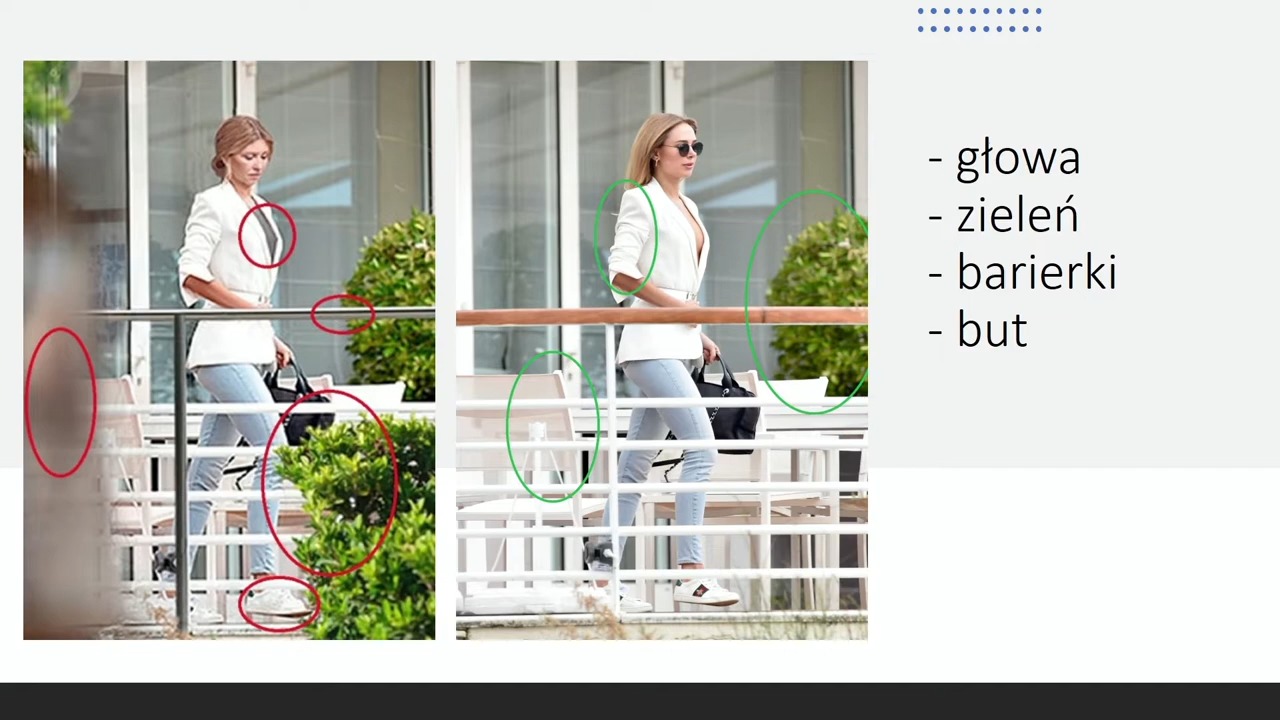 - głowa
- zieleń
- barierki
- but